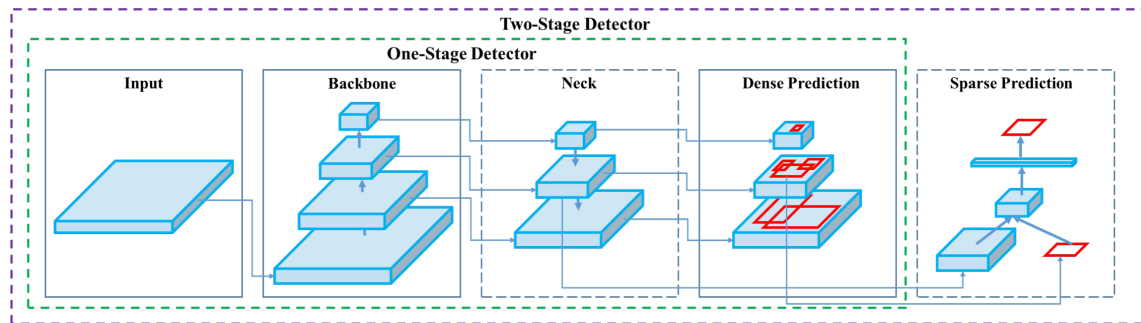 Two-Stage Detector
One-Stage Detector
Input
Backbone
Neck
Dense Prediction
Sparse Prediction